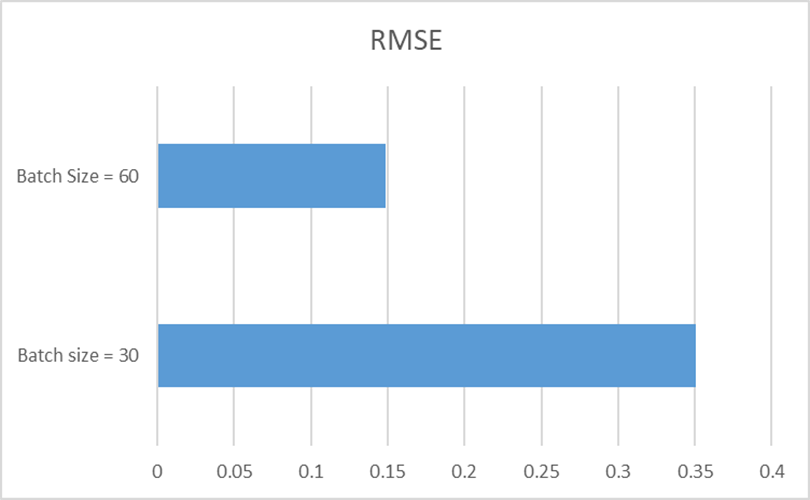 RMSE
Batch Size = 60
Batch size = 30
0 0.05 0.1 0.15 0.2 0.25 0.3 0.35 0.4